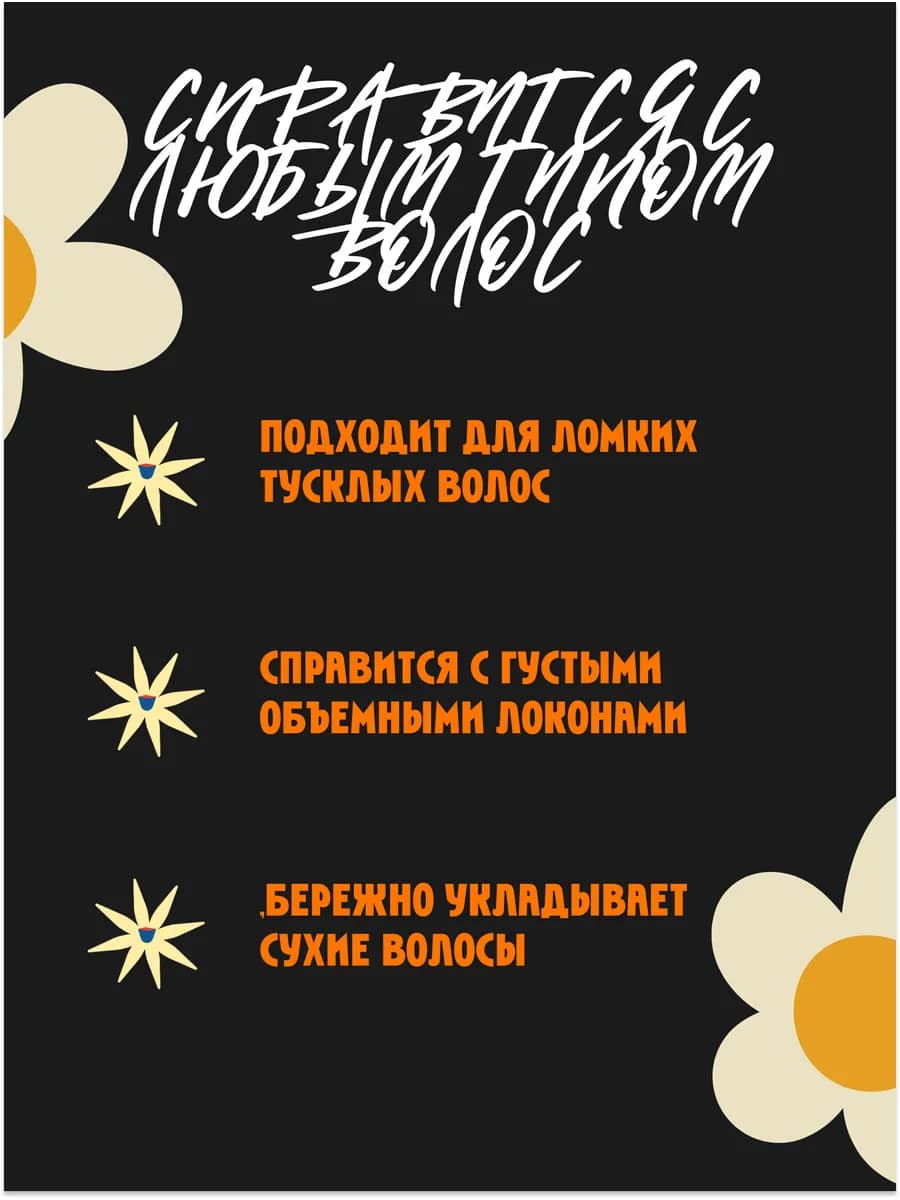 СПРАВИТСЯ С
ЛЮБЫМ ТИПОМ
ВОЛОС
ПОДХОДИТ ДЛЯ ЛОМКИХ
ТУСКЛЫХ ВОЛОС
СПРАВИТСЯ С ГУСТЫМИ
ОБЪЕМНЫМИ ЛОКОНАМИ
,БЕРЕЖНО УКЛАДЫВАЕТ
СУХИЕ ВОЛОСЫ